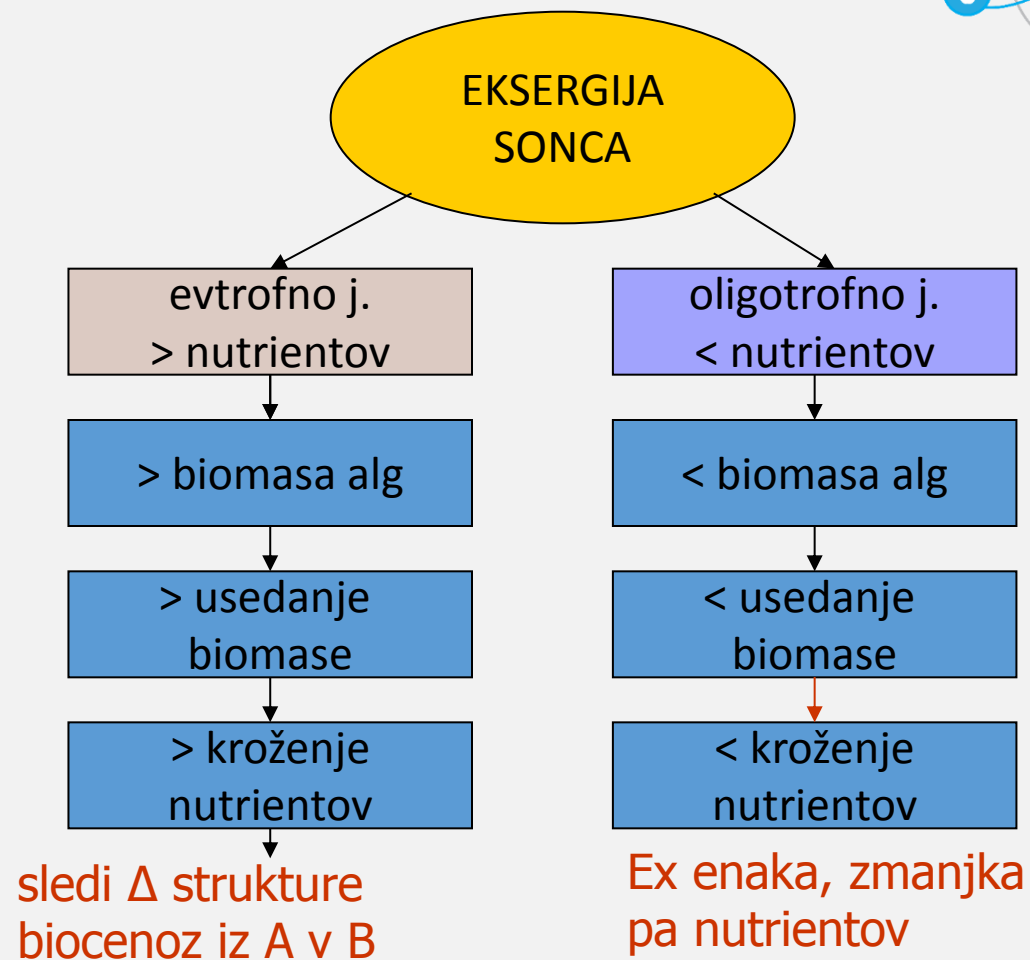 EKSERGIJA
SONCA
evtrofno j.
> nutrientov
> biomasa alg
> usedanje
biomase
> kroženje
nutrientov
sledi Δ strukture
biocenoz iz A v B
oligotrofno j.
< nutrientov
< biomasa alg
< usedanje
biomase
< kroženje
nutrientov
Ex enaka, zmanjka
pa nutrientov